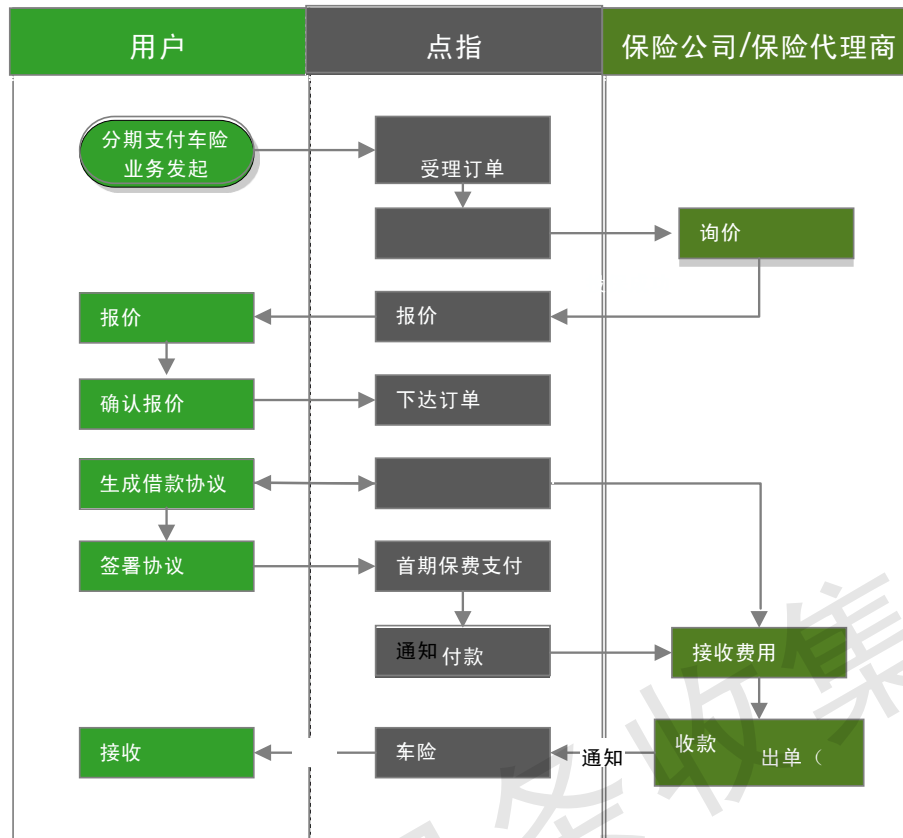 用户
点指
保险公司/保险代理商
分期支付车险
业务发起
受理订单
询价
报价
报价
确认报价
下达订单
生成借款协议
签署协议
首期保费支付
通知 付款
接收费用
接收
车险
通知
收款
出单（
务收集